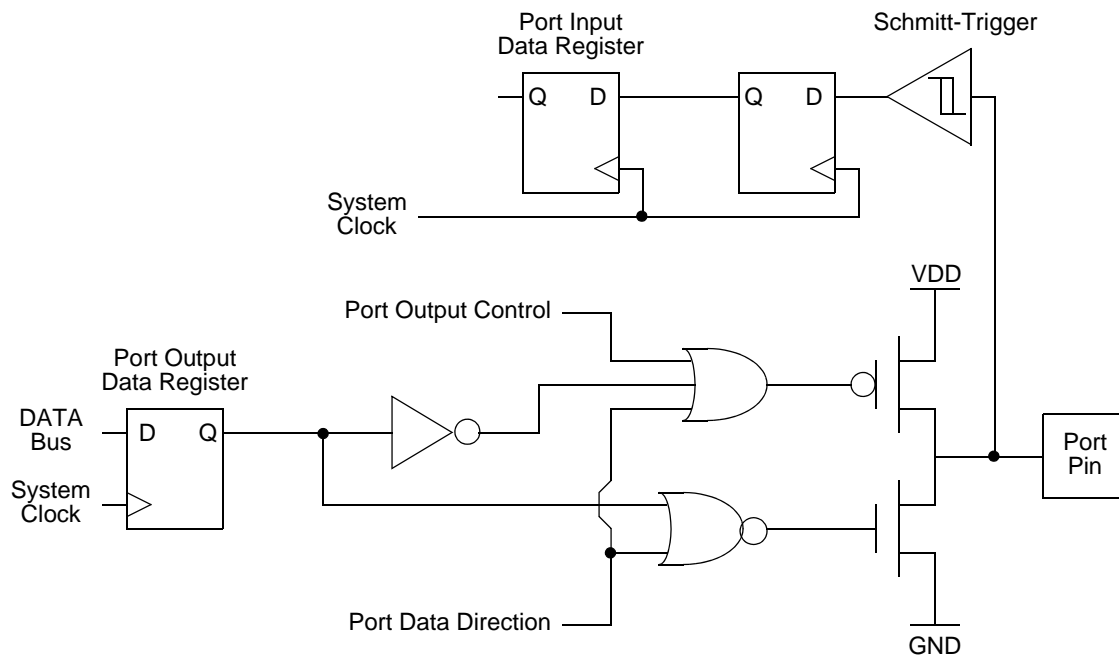 Port Input
Data Register
Schmitt-Trigger
Q
D
Q
D
System
Clock
VDD
Port Output Control
Port Output
Data Register
DATA
Bus
D
Q
Port
Pin
System
Clock
Port Data Direction
GND